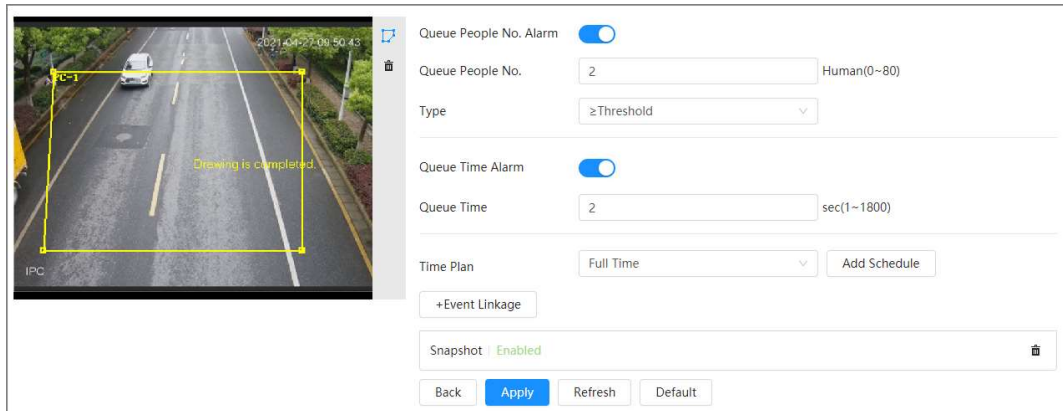 2021-04-27 09:50:43
PC-1
Drawing is completed.
IPC
Queue People No. Alarm
Queue People No. 2 Human(0~80)
Type ≥Threshold
Queue Time Alarm
Queue Time 2 sec(1~1800)
Time Plan Full Time Add Schedule
+Event Linkage
Snapshot Enabled
Back Apply Refresh Default